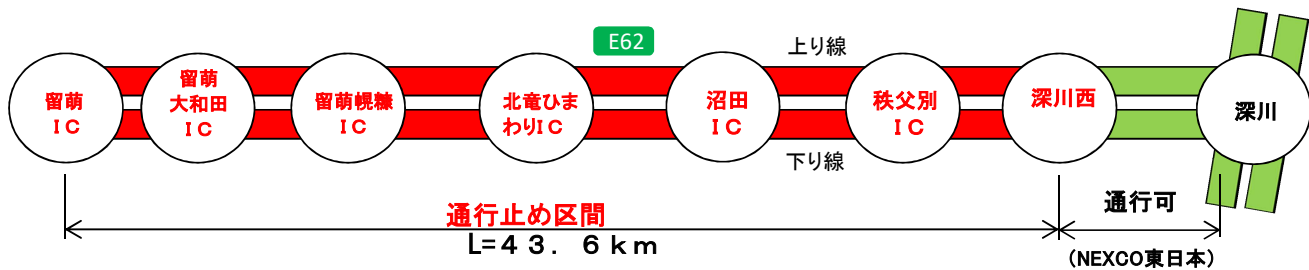 E62
上り線
留萌
IC
留萌
大和田
IC
留萌幌糠
IC
北竜ひま
わりIC
沼田
IC
秩父別
IC
深川西
深川
下り線
通行止め区間
L=43.6km
通行可
(NEXCO東日本)